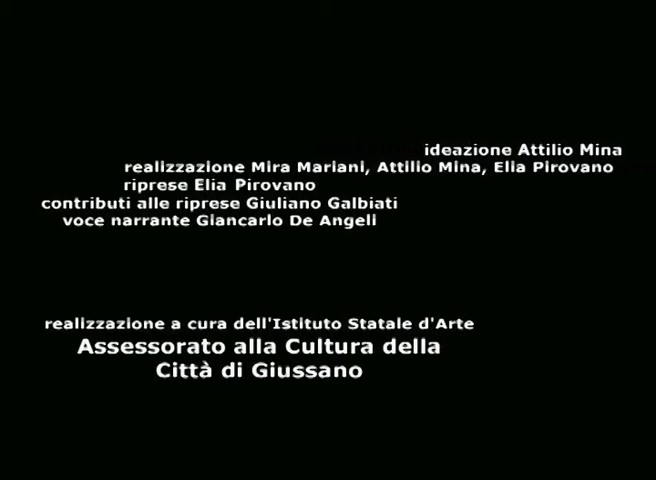 ideazione Attilio Mina
realizzazione Mira Mariani, Attilio Mina, Elia Pirovano
riprese Elia Pirovano
contributi alle riprese Giuliano Galbiati
voce narrante Giancarlo De Angeli
realizzazione a cura dell'Istituto Statale d'Arte
Assessorato alla Cultura della
Città di Giussano